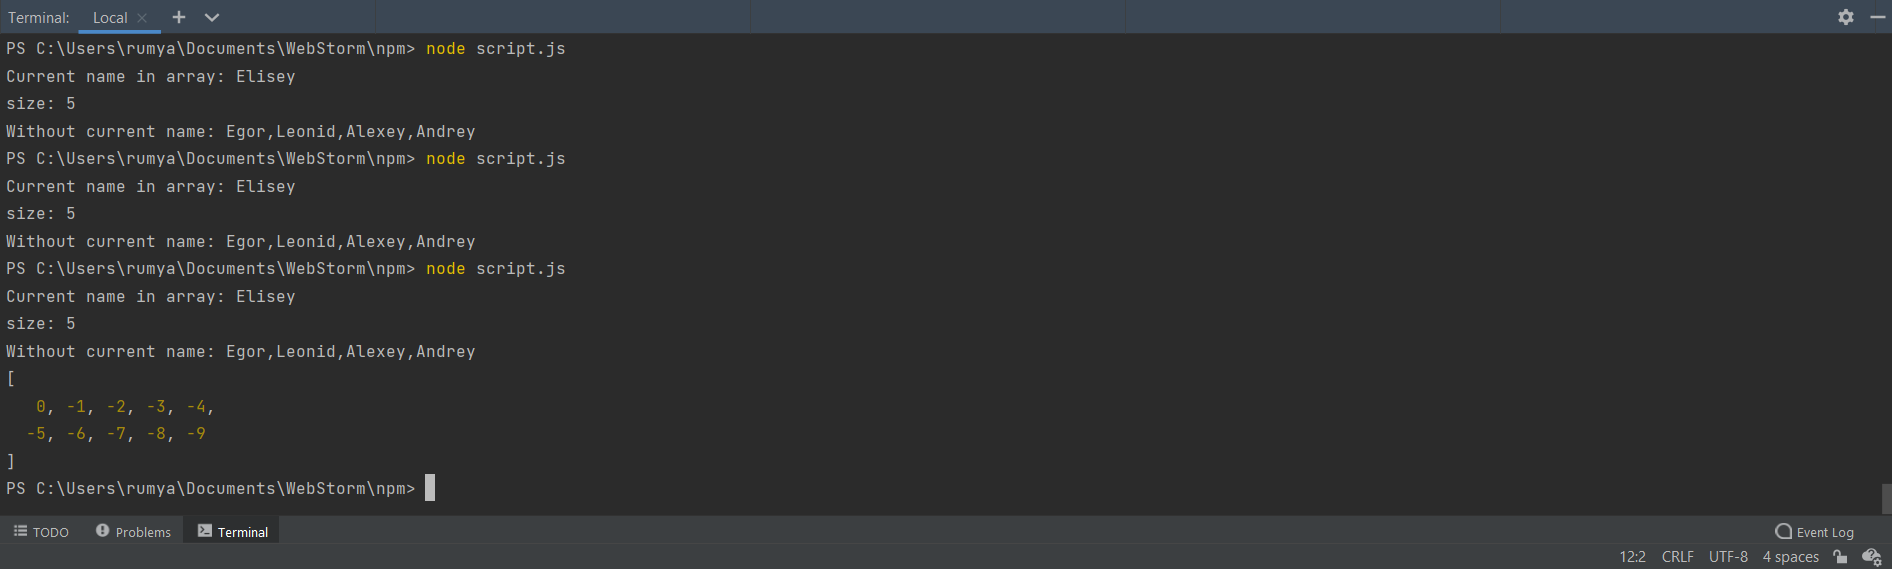 Terminal: Local
PS C:\Users\rumya\Documents\WebStorm\npm> node script.js
Current name in array: Elisey
size: 5
Without current name: Egor,Leonid,Alexey,Andrey
PS C:\Users\rumya\Documents\WebStorm\npm> node script.js
Current name in array: Elisey
size: 5
Without current name: Egor,Leonid,Alexey,Andrey
PS C:\Users\rumya\Documents\WebStorm\npm> node script.js
Current name in array: Elisey
size: 5
Without current name: Egor,Leonid,Alexey,Andrey
[
   0, -1, -2, -3, -4,
  -5, -6, -7, -8, -9
]
PS C:\Users\rumya\Documents\WebStorm\npm>
TODO Problems Terminal Event Log
12:2 CRLF UTF-8 4 spaces